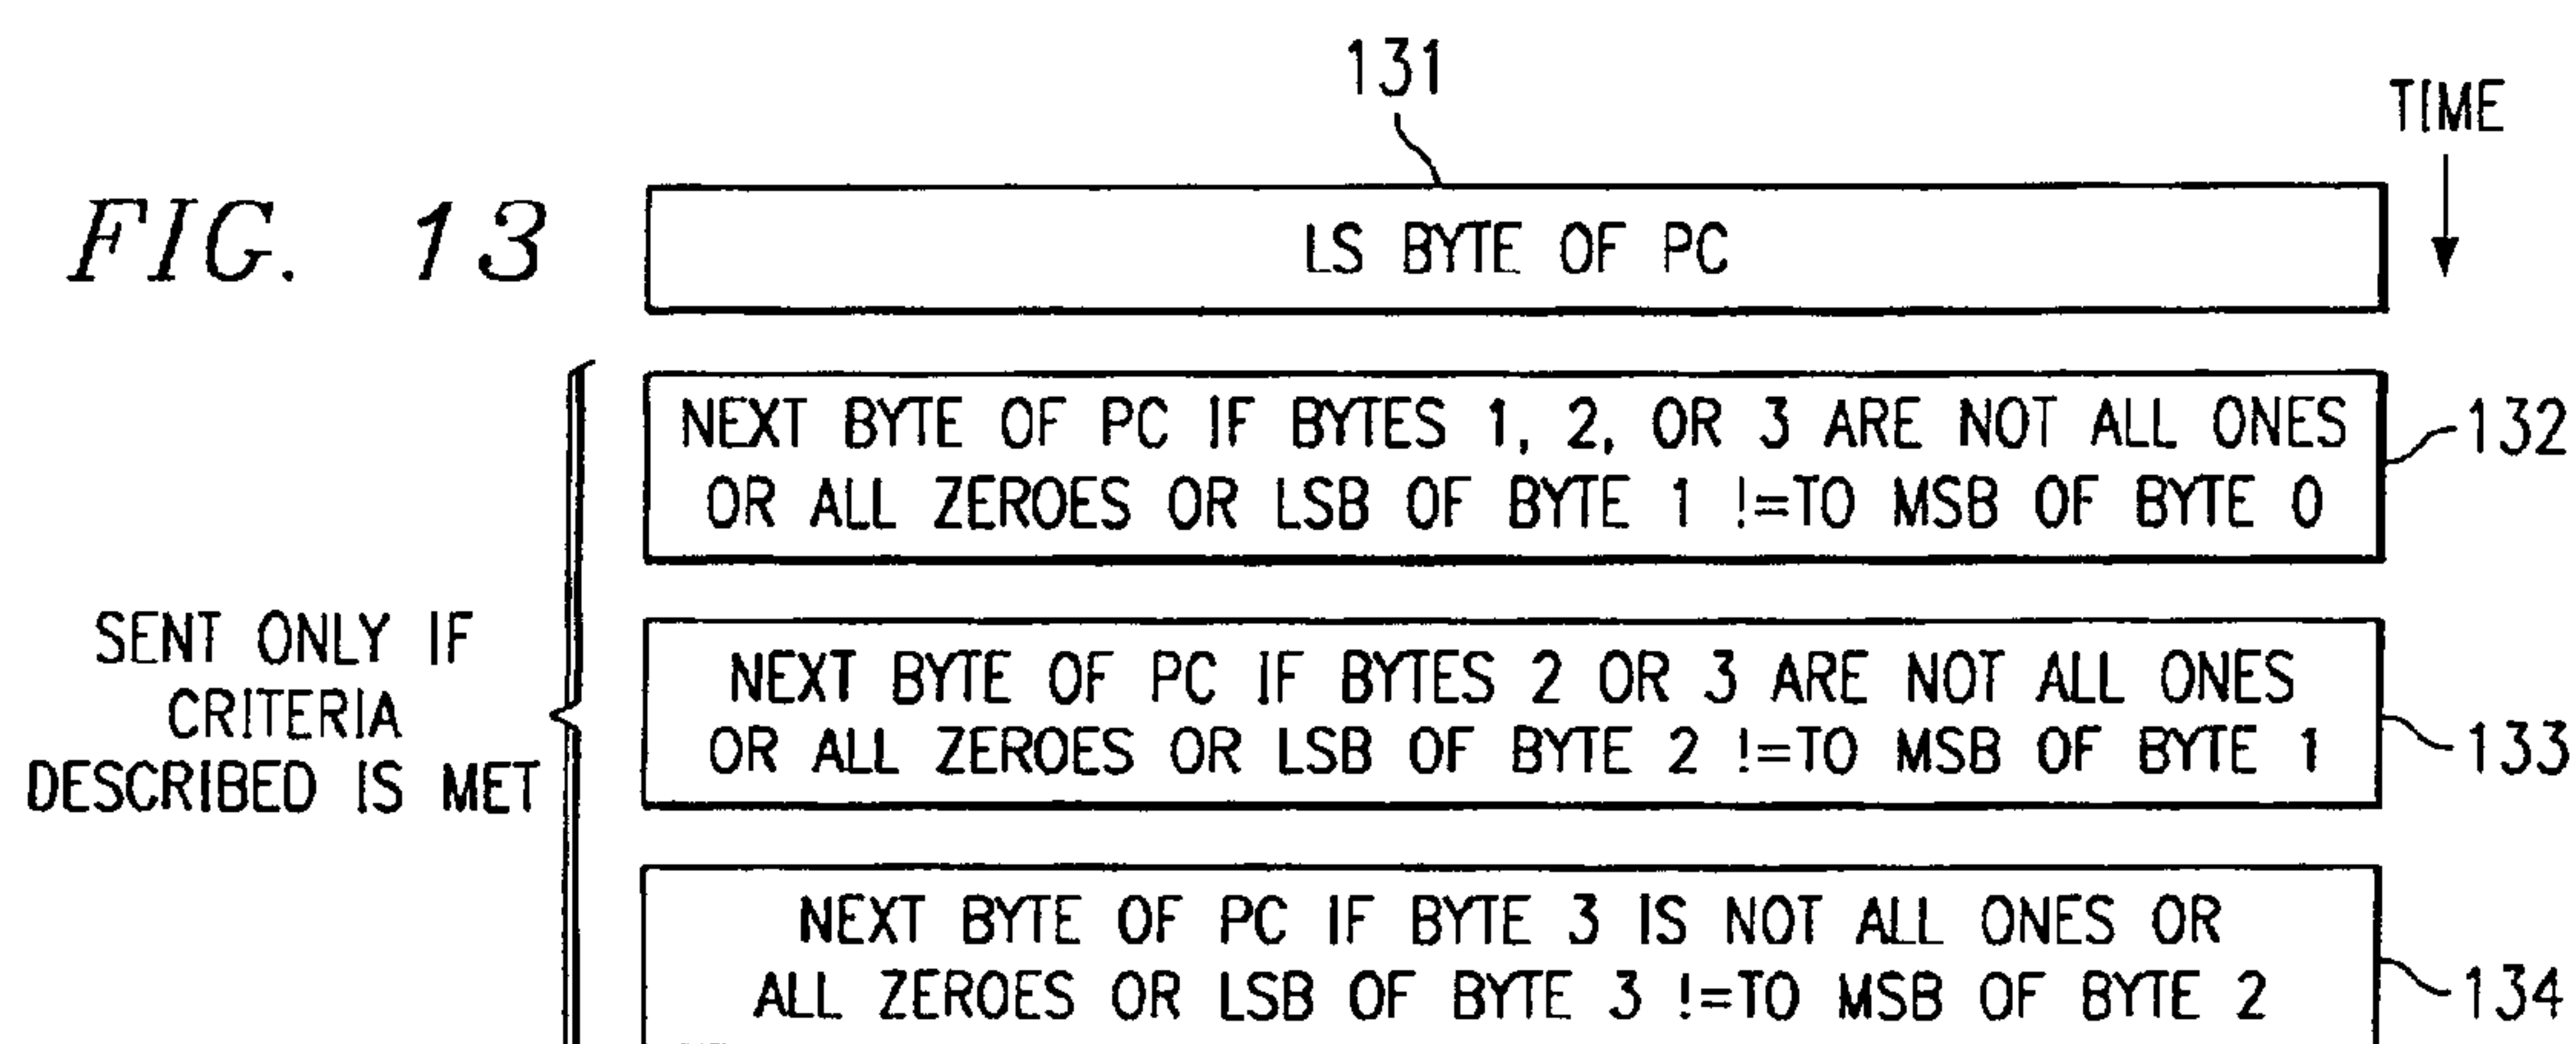 131
TIME
FIG. 13
LS BYTE OF PC
NEXT BYTE OF PC IF BYTES 1, 2, OR 3 ARE NOT ALL ONES
OR ALL ZEROES OR LSB OF BYTE 1 !=TO MSB OF BYTE 0
132
SENT ONLY IF
CRITERIA
DESCRIBED IS MET
NEXT BYTE OF PC IF BYTES 2 OR 3 ARE NOT ALL ONES
OR ALL ZEROES OR LSB OF BYTE 2 !=TO MSB OF BYTE 1
133
NEXT BYTE OF PC IF BYTE 3 IS NOT ALL ONES OR
ALL ZEROES OR LSB OF BYTE 3 !=TO MSB OF BYTE 2
134